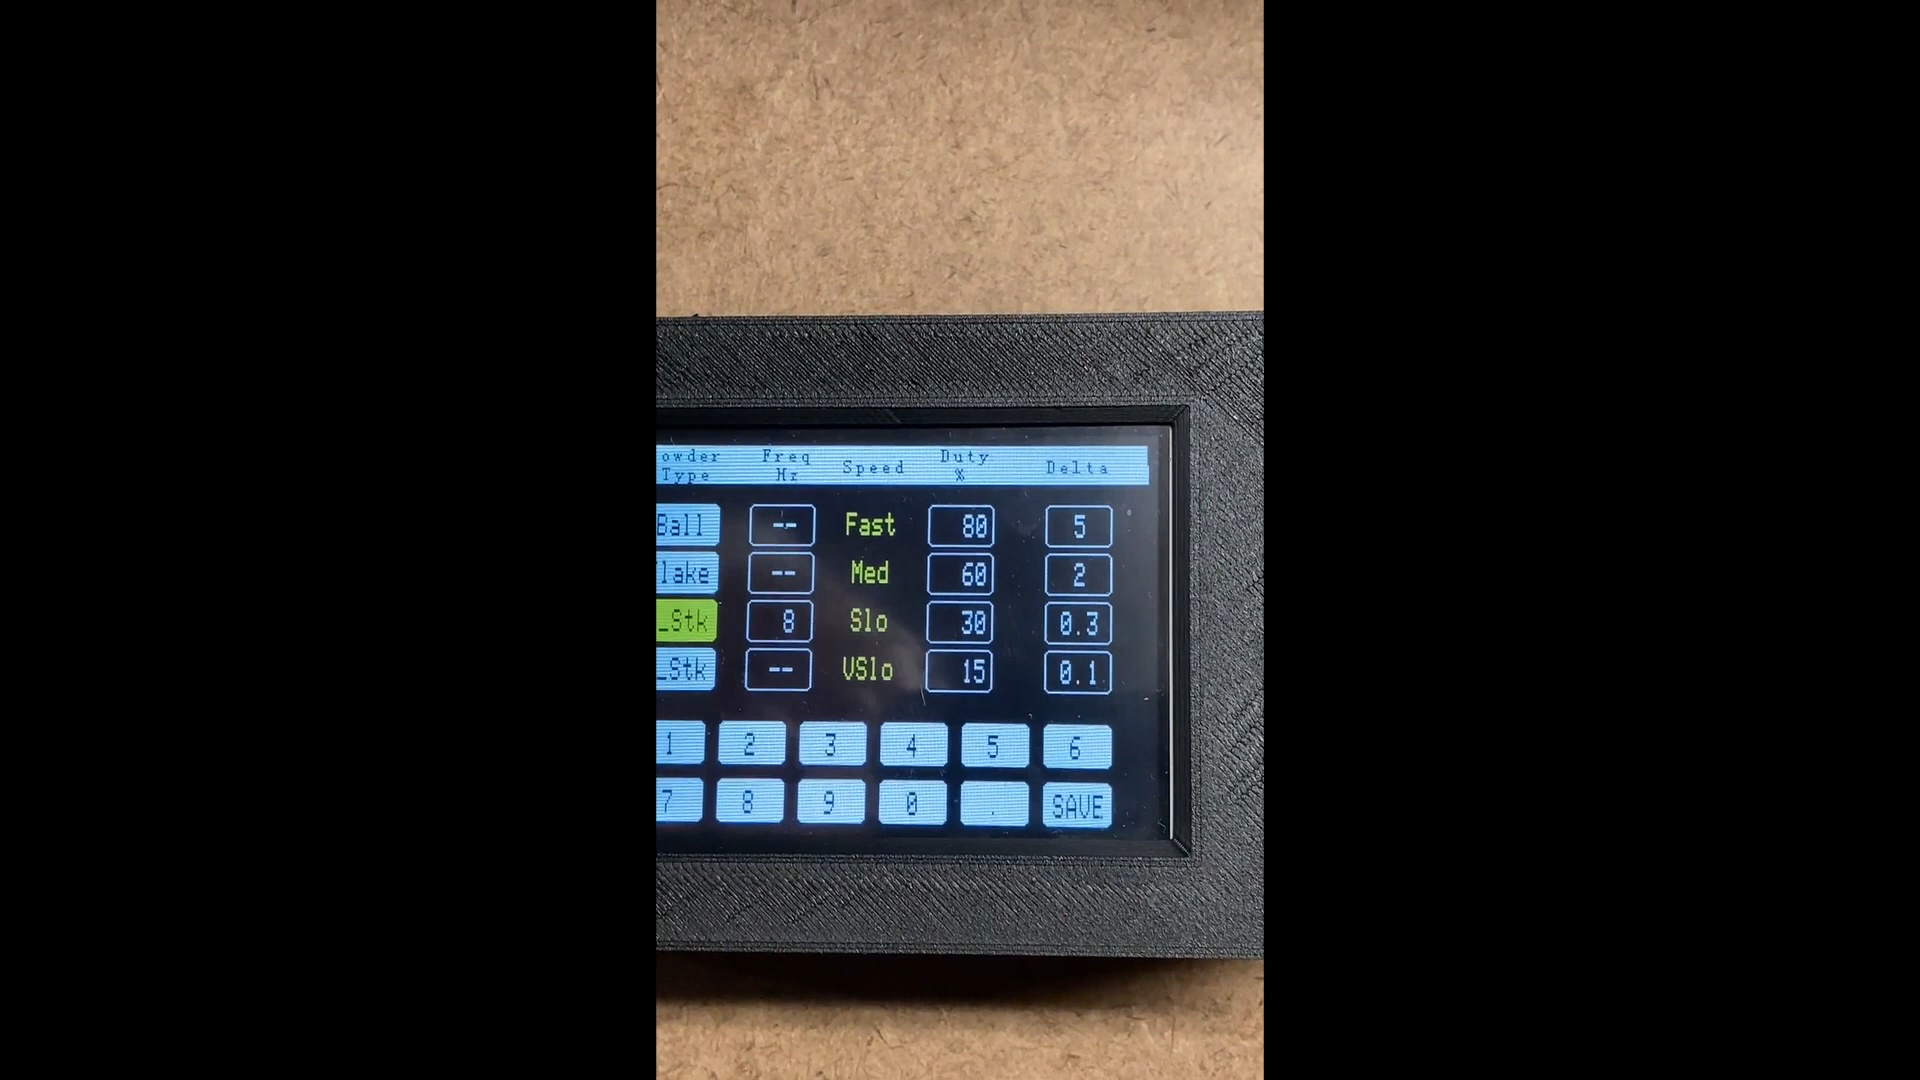 owder Freq Speed Duty Delta
Type Hz %
Ball -- Fast 80 5
lake -- Med 60 2
_Stk 8 Slo 30 0.3
_Stk -- VSlo 15 0.1
1 2 3 4 5 6
7 8 9 0 . SAVE